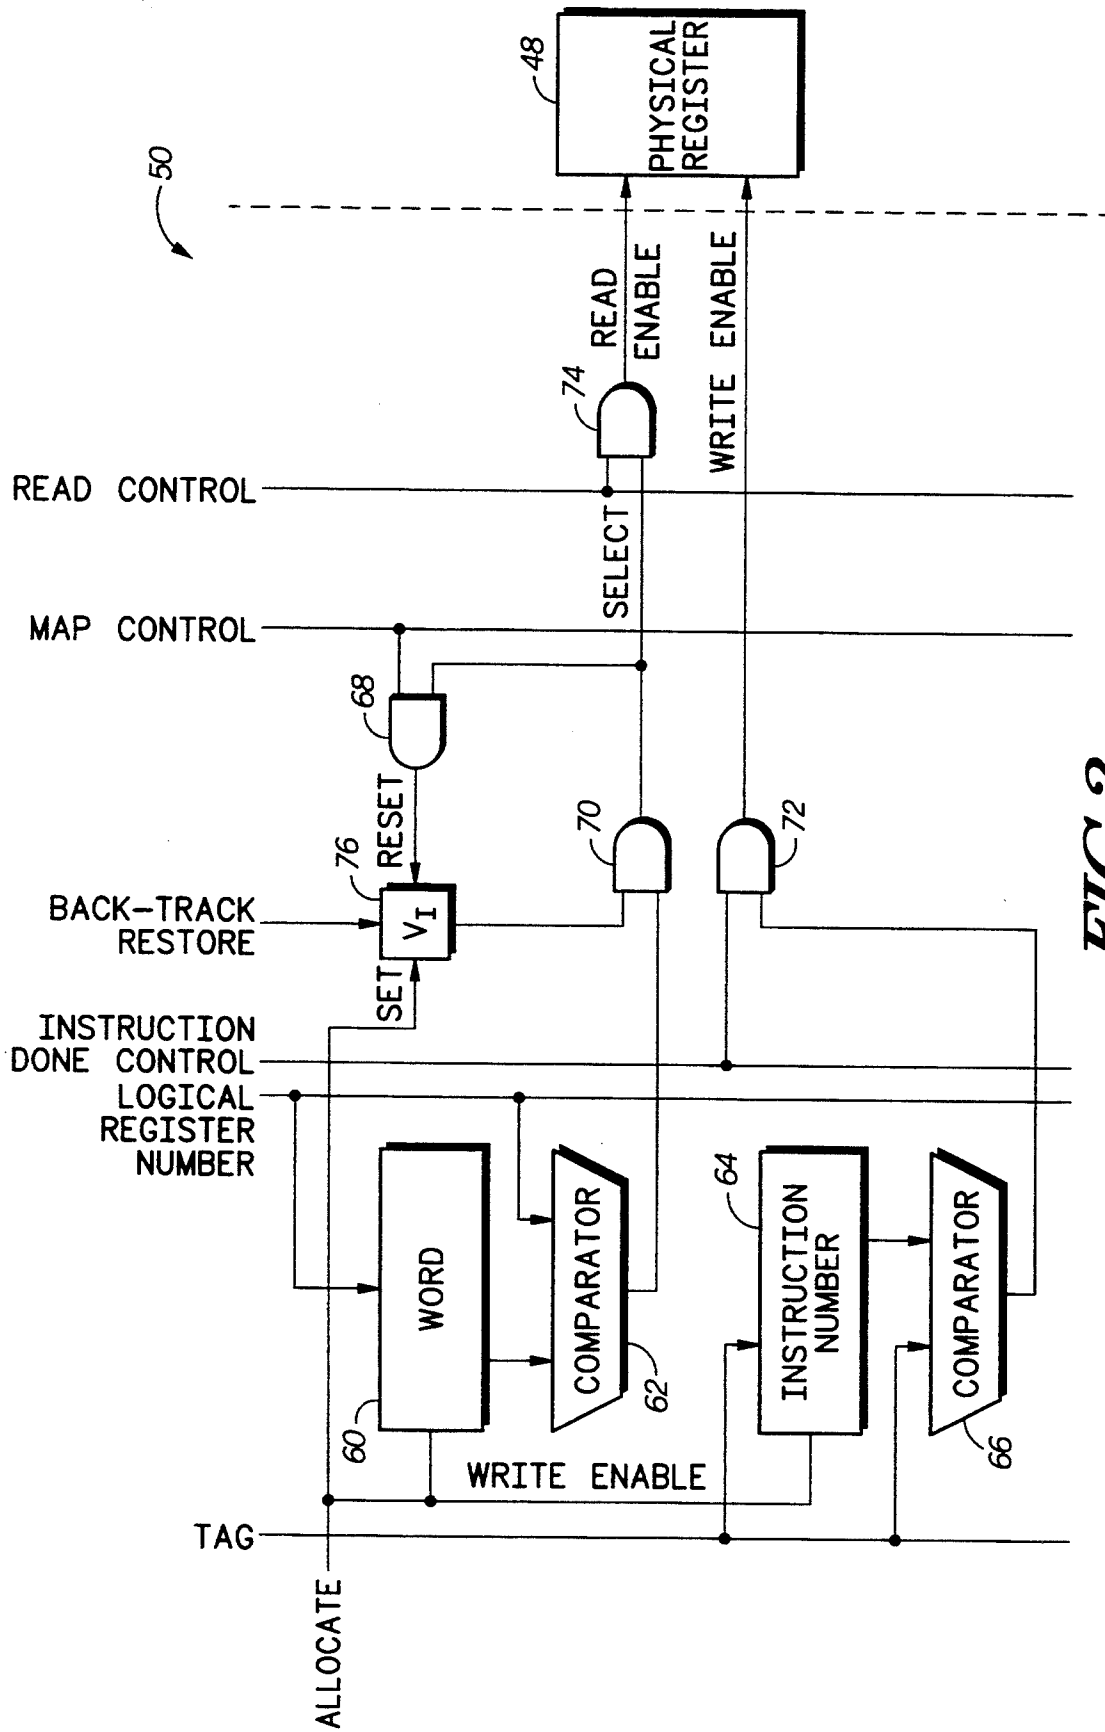 50
48
PHYSICAL
REGISTER
READ
ENABLE
WRITE ENABLE
74
READ CONTROL
SELECT
MAP CONTROL
68
RESET
70
72
76
V I
BACK-TRACK
RESTORE
SET
INSTRUCTION
DONE CONTROL
LOGICAL
REGISTER
NUMBER
WORD
60
COMPARATOR
62
64
INSTRUCTION
NUMBER
COMPARATOR
66
WRITE ENABLE
TAG
ALLOCATE